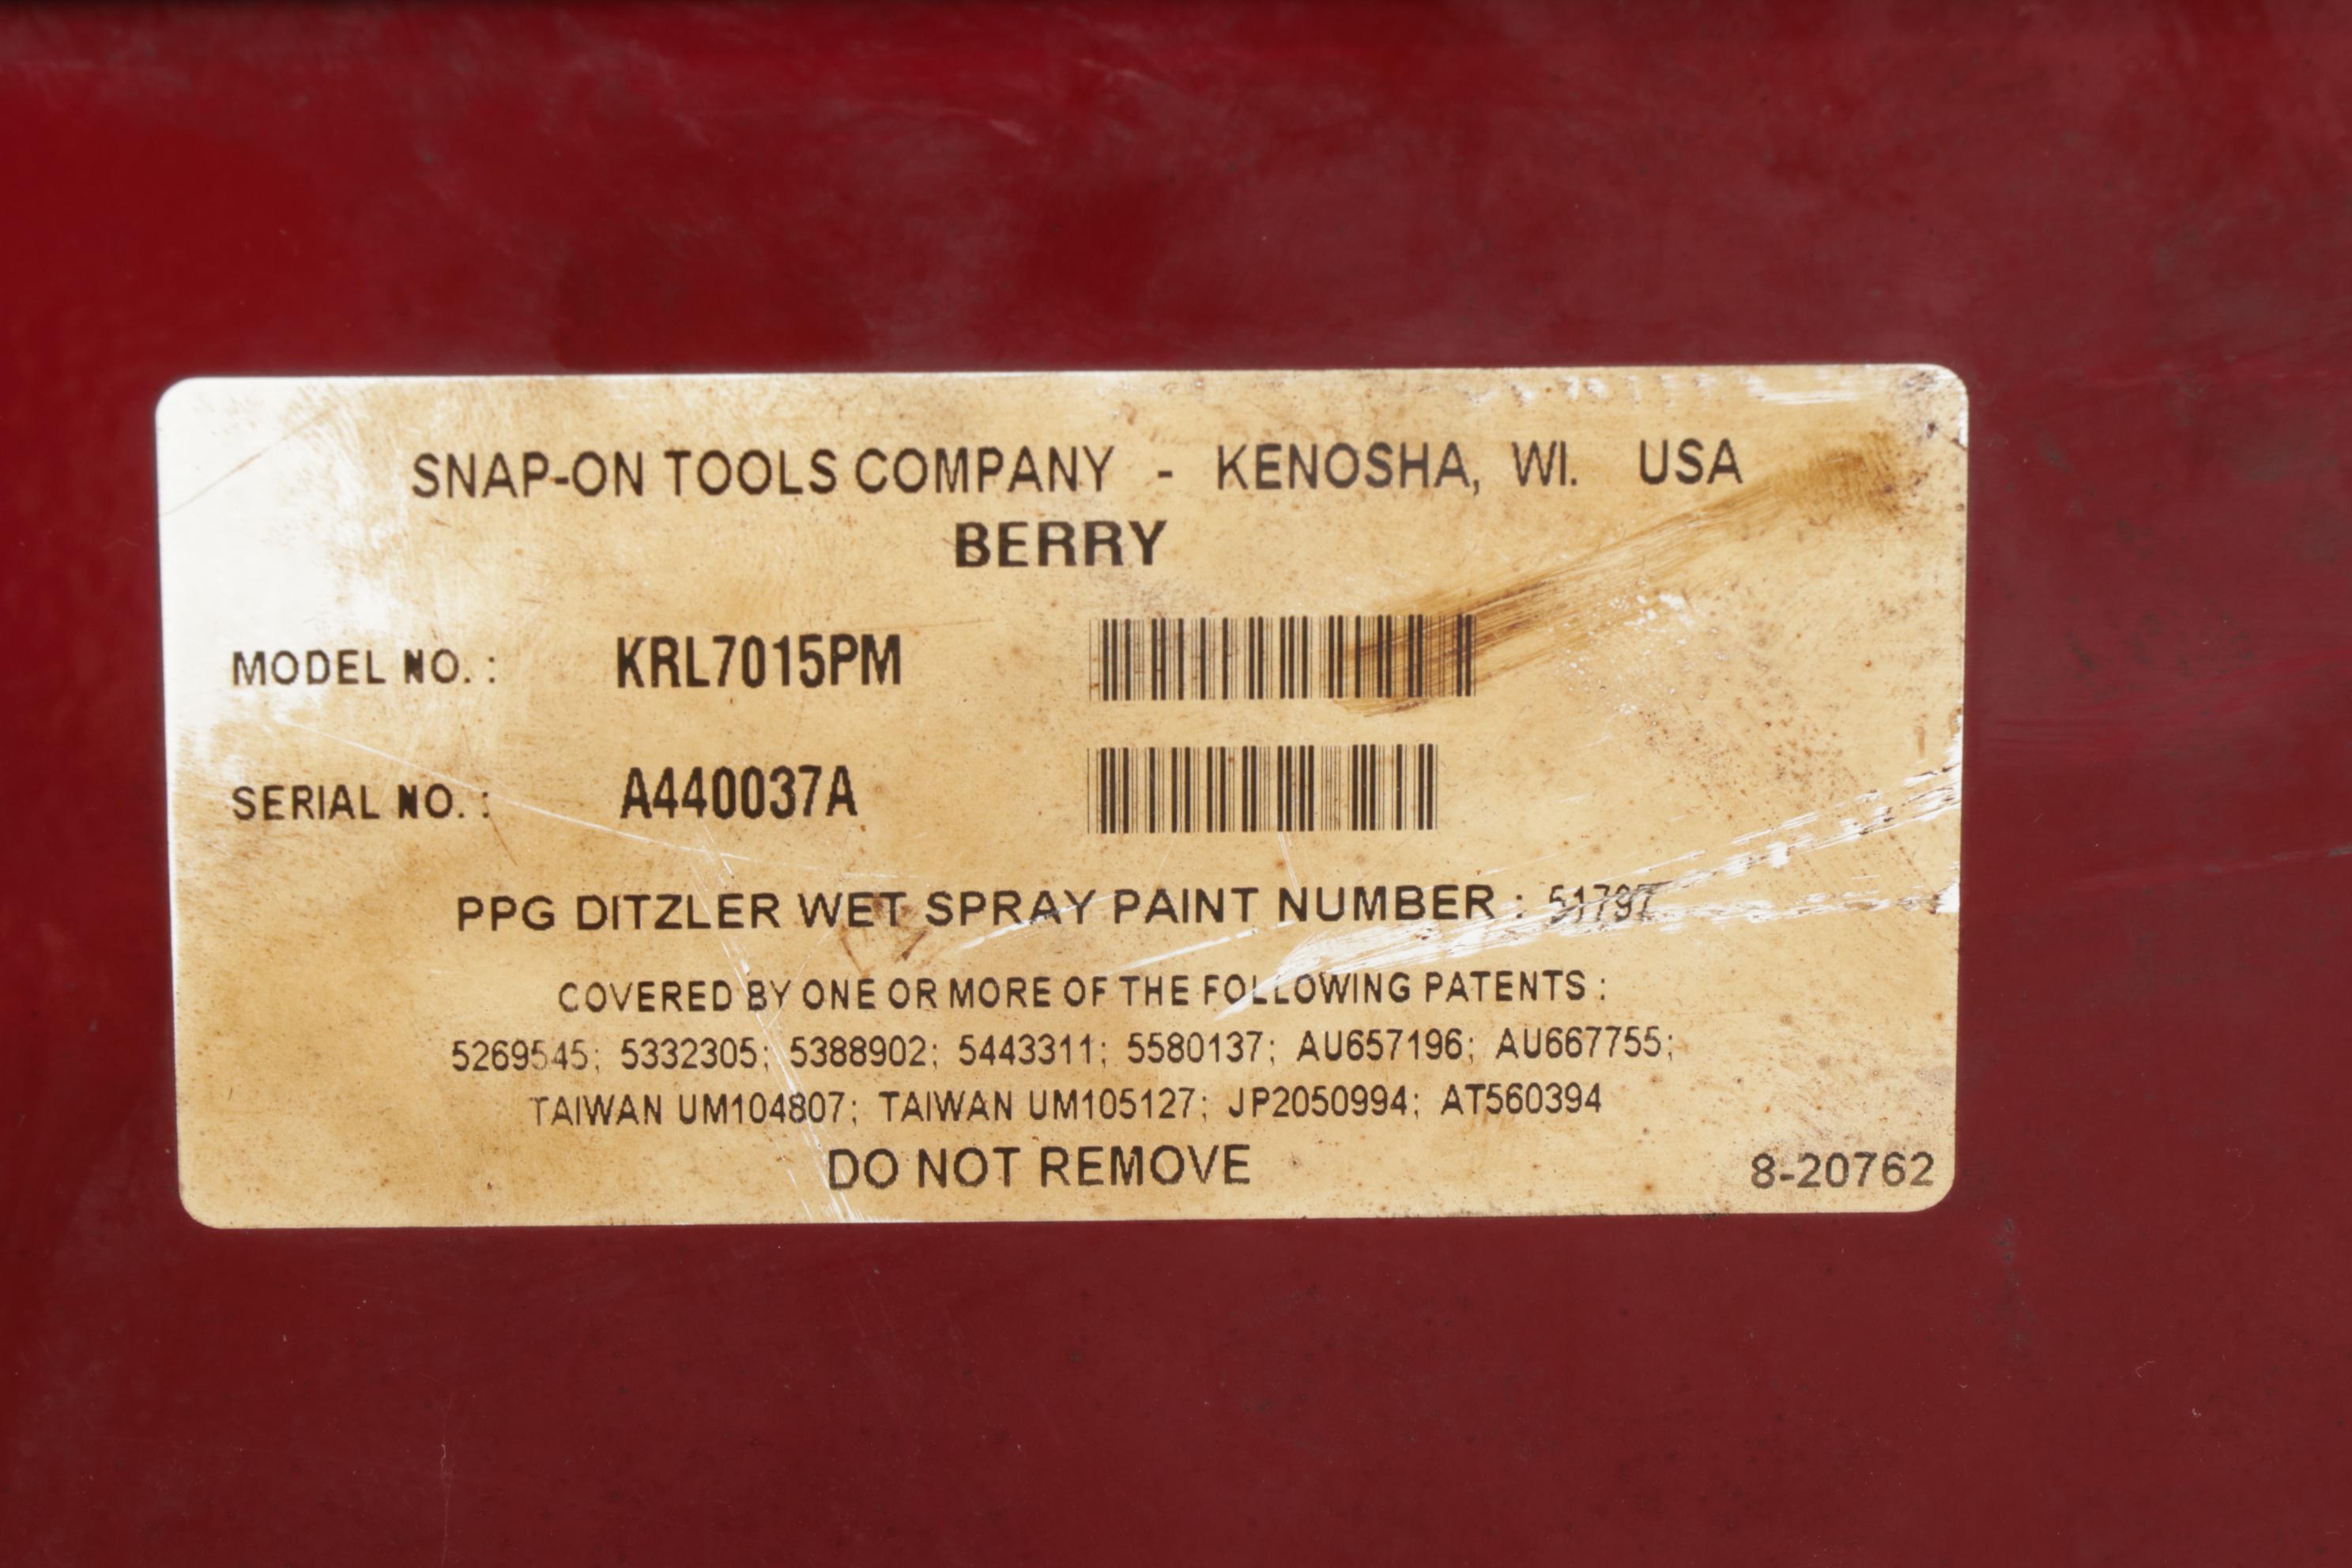 SNAP-ON TOOLS COMPANY - KENOSHA, WI. USA
BERRY
MODEL NO. : KRL7015PM
SERIAL NO. : A440037A
PPG DITZLER WET SPRAY PAINT NUMBER : 51797
COVERED BY ONE OR MORE OF THE FOLLOWING PATENTS :
5269545; 5332305; 5388902; 5443311; 5580137; AU657196; AU667755;
TAIWAN UM104807; TAIWAN UM105127; JP2050994; AT560394
DO NOT REMOVE
8-20762